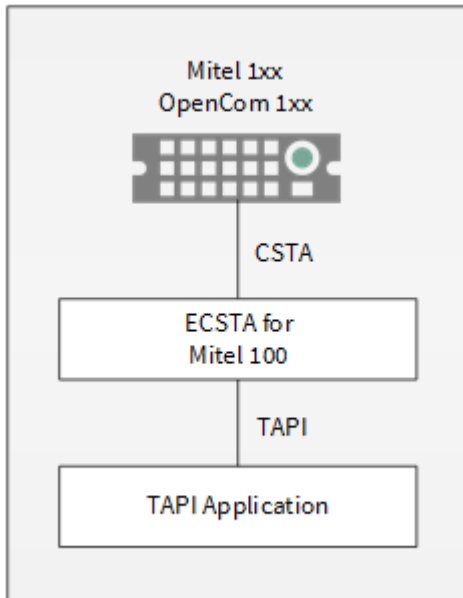 Mitel 1xx
OpenCom 1xx
CSTA
ECSTA for
Mitel 100
TAPI
TAPI Application